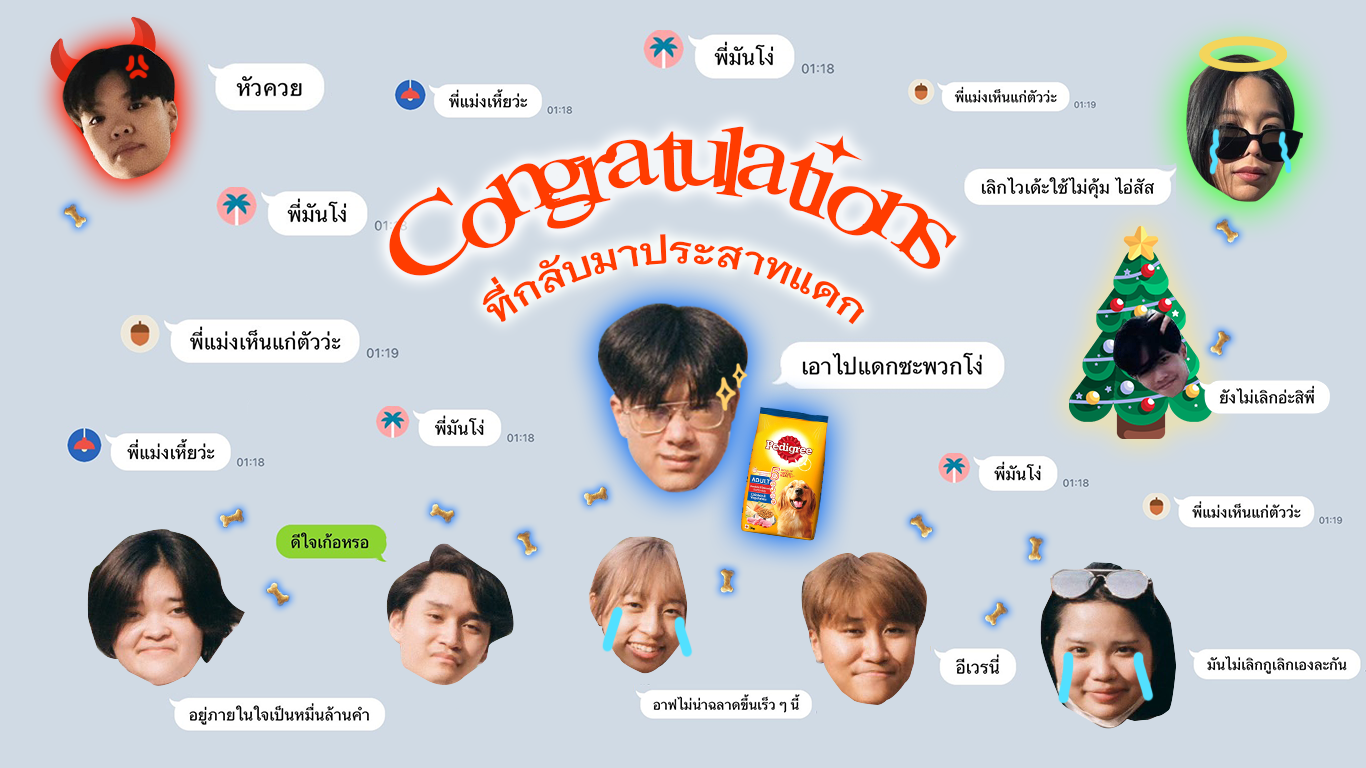 พี่มันโง่
01:18
หัวควย
พี่แม่งเหี้ยว่ะ
01:18
พี่แม่งเห็นแก่ตัวว่ะ
01:19
Congratulations
เลิกไวเด้ะใช้ไม่คุ้ม ไอ่สัส
พี่มันโง่
ที่กลับมาประสาทแดก
พี่แม่งเห็นแก่ตัวว่ะ
01:19
เอาไปแดกซะพวกโง่
ยังไม่เลิกอ่ะสิพี่
พี่มันโง่
01:18
Pedigree
ADULT
พี่แม่งเหี้ยว่ะ
01:18
พี่มันโง่
01:18
พี่แม่งเห็นแก่ตัวว่ะ
01:19
ดีใจเก้อหรอ
อีเวรนี่
มันไม่เลิกกูเลิกเองละกัน
อยู่ภายในใจเป็นหมื่นล้านคำ
อาฟไม่น่าฉลาดขึ้นเร็ว ๆ นี้